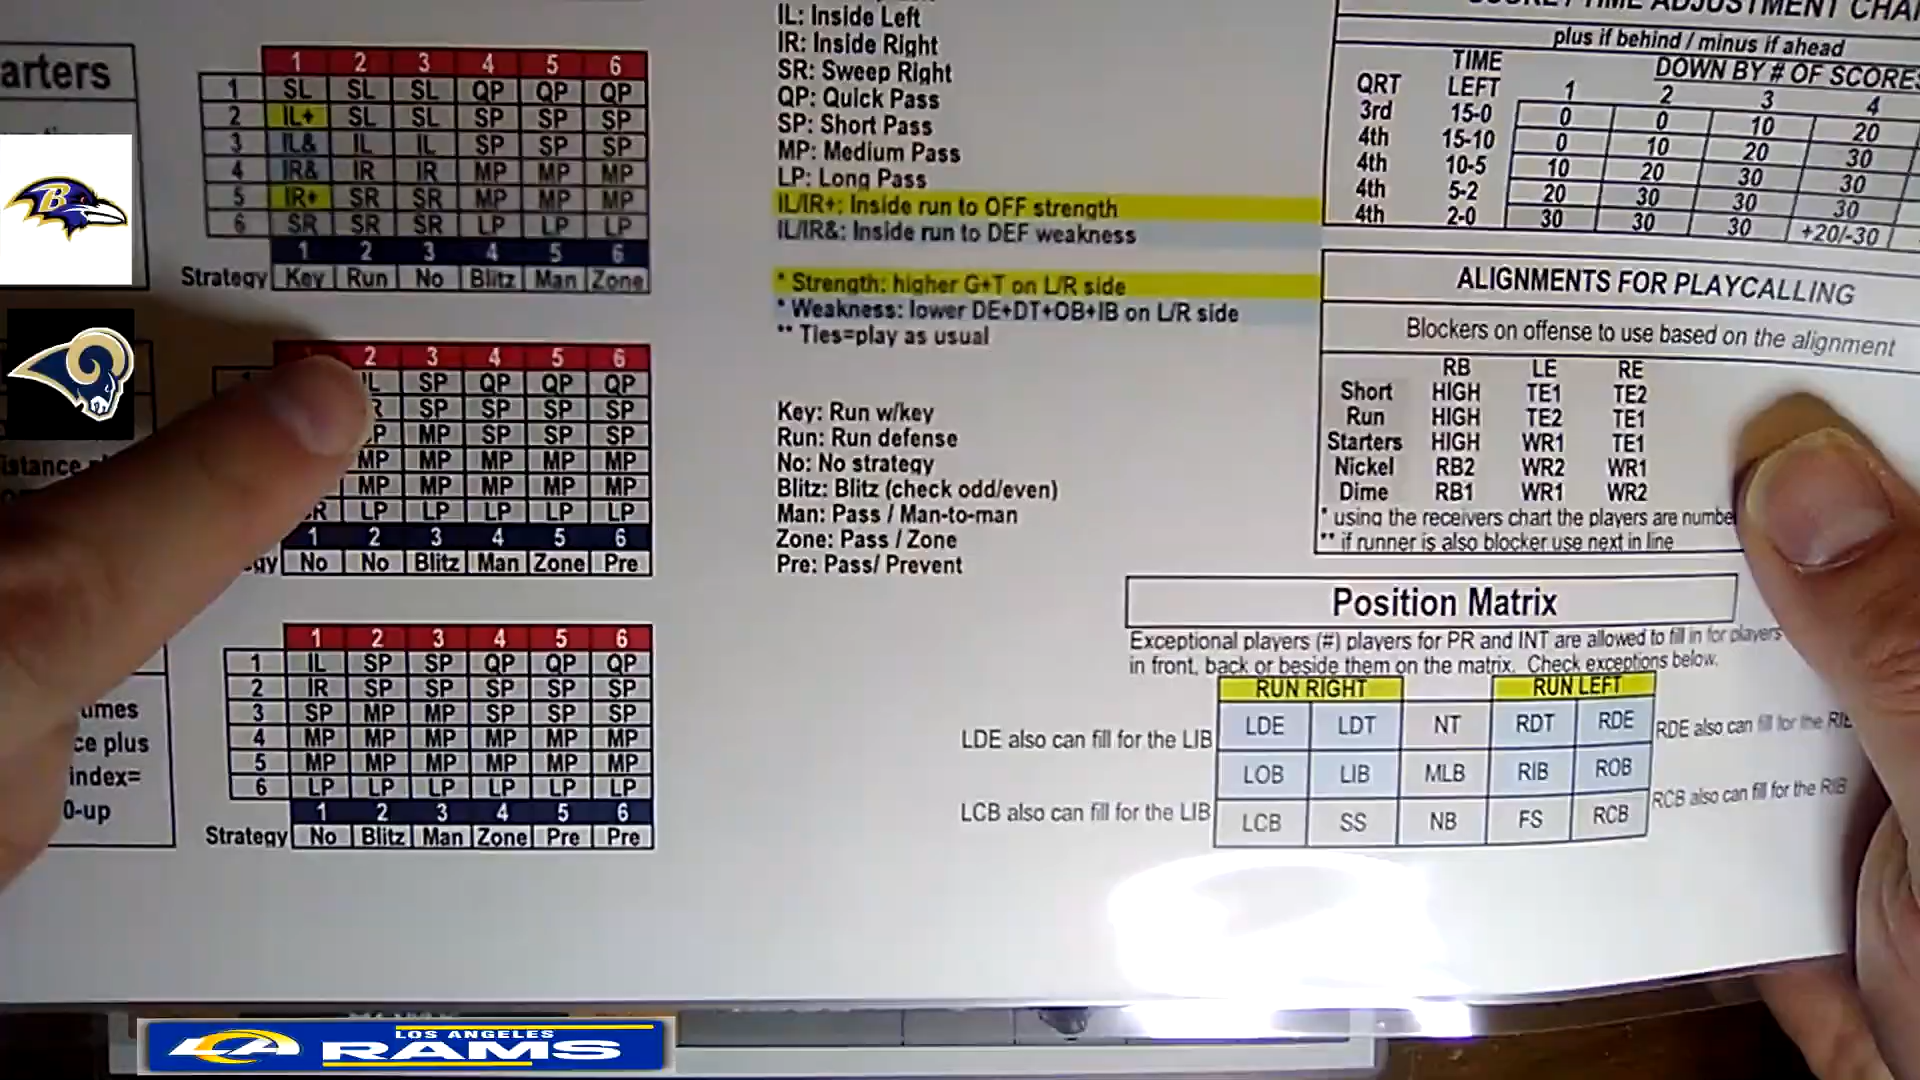 arters
1 2 3 4 5 6
1 SL SL SL QP QP QP
2 IL+ SL SL SP SP SP
3 IL& IL IL SP SP SP
4 IR& IR IR MP MP MP
5 IR+ SR SR MP MP MP
6 SR SR SR LP LP LP
1 2 3 4 5 6
Strategy Key Run No Blitz Man Zone
B
2 3 4 5 6
SP QP QP QP
SP SP SP SP
MP SP SP SP
MP MP MP MP MP
MP MP MP MP MP
LP LP LP LP LP
1 2 3 4 5 6
gy No No Blitz Man Zone Pre
istance
1 2 3 4 5 6
1 IL SP SP QP QP QP
2 IR SP SP SP SP SP
3 SP MP MP SP SP SP
4 MP MP MP MP MP MP
5 MP MP MP MP MP MP
6 LP LP LP LP LP LP
1 2 3 4 5 6
Strategy No Blitz Man Zone Pre Pre
umes
ce plus
index=
0-up
IL: Inside Left
IR: Inside Right
SR: Sweep Right
QP: Quick Pass
SP: Short Pass
MP: Medium Pass
LP: Long Pass
IL/IR+: Inside run to OFF strength
IL/IR&: Inside run to DEF weakness
* Strength: higher G+T on L/R side
* Weakness: lower DE+DT+OB+IB on L/R side
** Ties=play as usual
Key: Run w/key
Run: Run defense
No: No strategy
Blitz: Blitz (check odd/even)
Man: Pass / Man-to-man
Zone: Pass / Zone
Pre: Pass/ Prevent
TIME ADJUSTMENT CHA
plus if behind / minus if ahead
TIME DOWN BY # OF SCORES
QRT LEFT 1 2 3 4
3rd 15-0 0 0 10 20
4th 15-10 0 10 20 30
4th 10-5 10 20 30 30
4th 5-2 20 30 30 30
4th 2-0 30 30 30 +20/-30
ALIGNMENTS FOR PLAYCALLING
Blockers on offense to use based on the alignment
RB LE RE
Short HIGH TE1 TE2
Run HIGH TE2 TE1
Starters HIGH WR1 TE1
Nickel RB2 WR2 WR1
Dime RB1 WR1 WR2
* using the receivers chart the players are numbe
** if runner is also blocker use next in line
Position Matrix
Exceptional players (#) players for PR and INT are allowed to fill in for players
in front, back or beside them on the matrix. Check exceptions below.
RUN RIGHT RUN LEFT
LDE LDT NT RDT RDE
LOB LIB MLB RIB ROB
LCB SS NB FS RCB
LDE also can fill for the LIB
LCB also can fill for the LIB
RDE also can fill for the RIB
RCB also can fill for the RIB
LOS ANGELES
RAMS